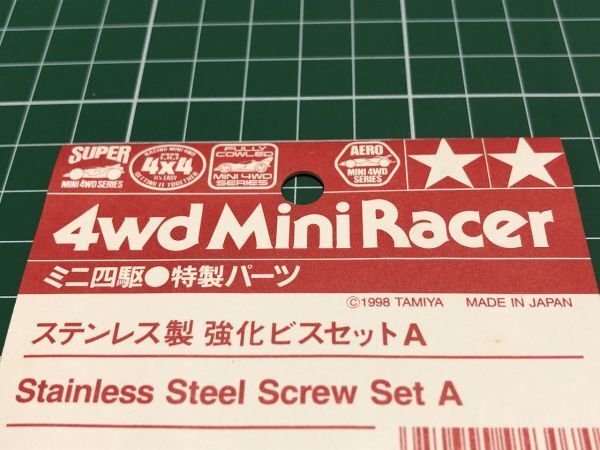 SUPER
MINI 4WD SERIES
RACING MINI 4WD
4x4
It's EASY
GETTING IT TOGETHER
FULLY
COWLED
MINI 4WD
SERIES
AERO
MINI 4WD
SERIES
4wd Mini Racer
ミニ四駆●特製パーツ
©1998 TAMIYA MADE IN JAPAN
ステンレス製 強化ビスセットA
Stainless Steel Screw Set A